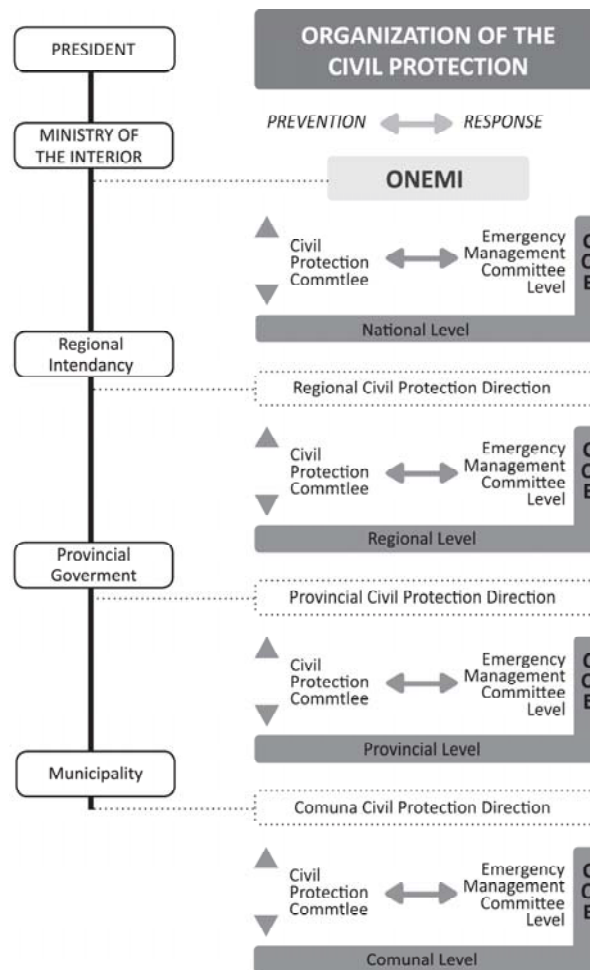 PRESIDENT
ORGANIZATION OF THE
CIVIL PROTECTION
PREVENTION
RESPONSE
MINISTRY OF
THE INTERIOR
ONEMI
Civil
Protection
Commtlee
Emergency
Management
Committee
Level
National Level
Regional
Intendancy
Regional Civil Protection Direction
Civil
Protection
Commtlee
Emergency
Management
Committee
Level
Regional Level
Provincial
Goverment
Provincial Civil Protection Direction
Civil
Protection
Commtlee
Emergency
Management
Committee
Level
Provincial Level
Municipality
Comuna Civil Protection Direction
Civil
Protection
Commtlee
Emergency
Management
Committee
Level
Comunal Level